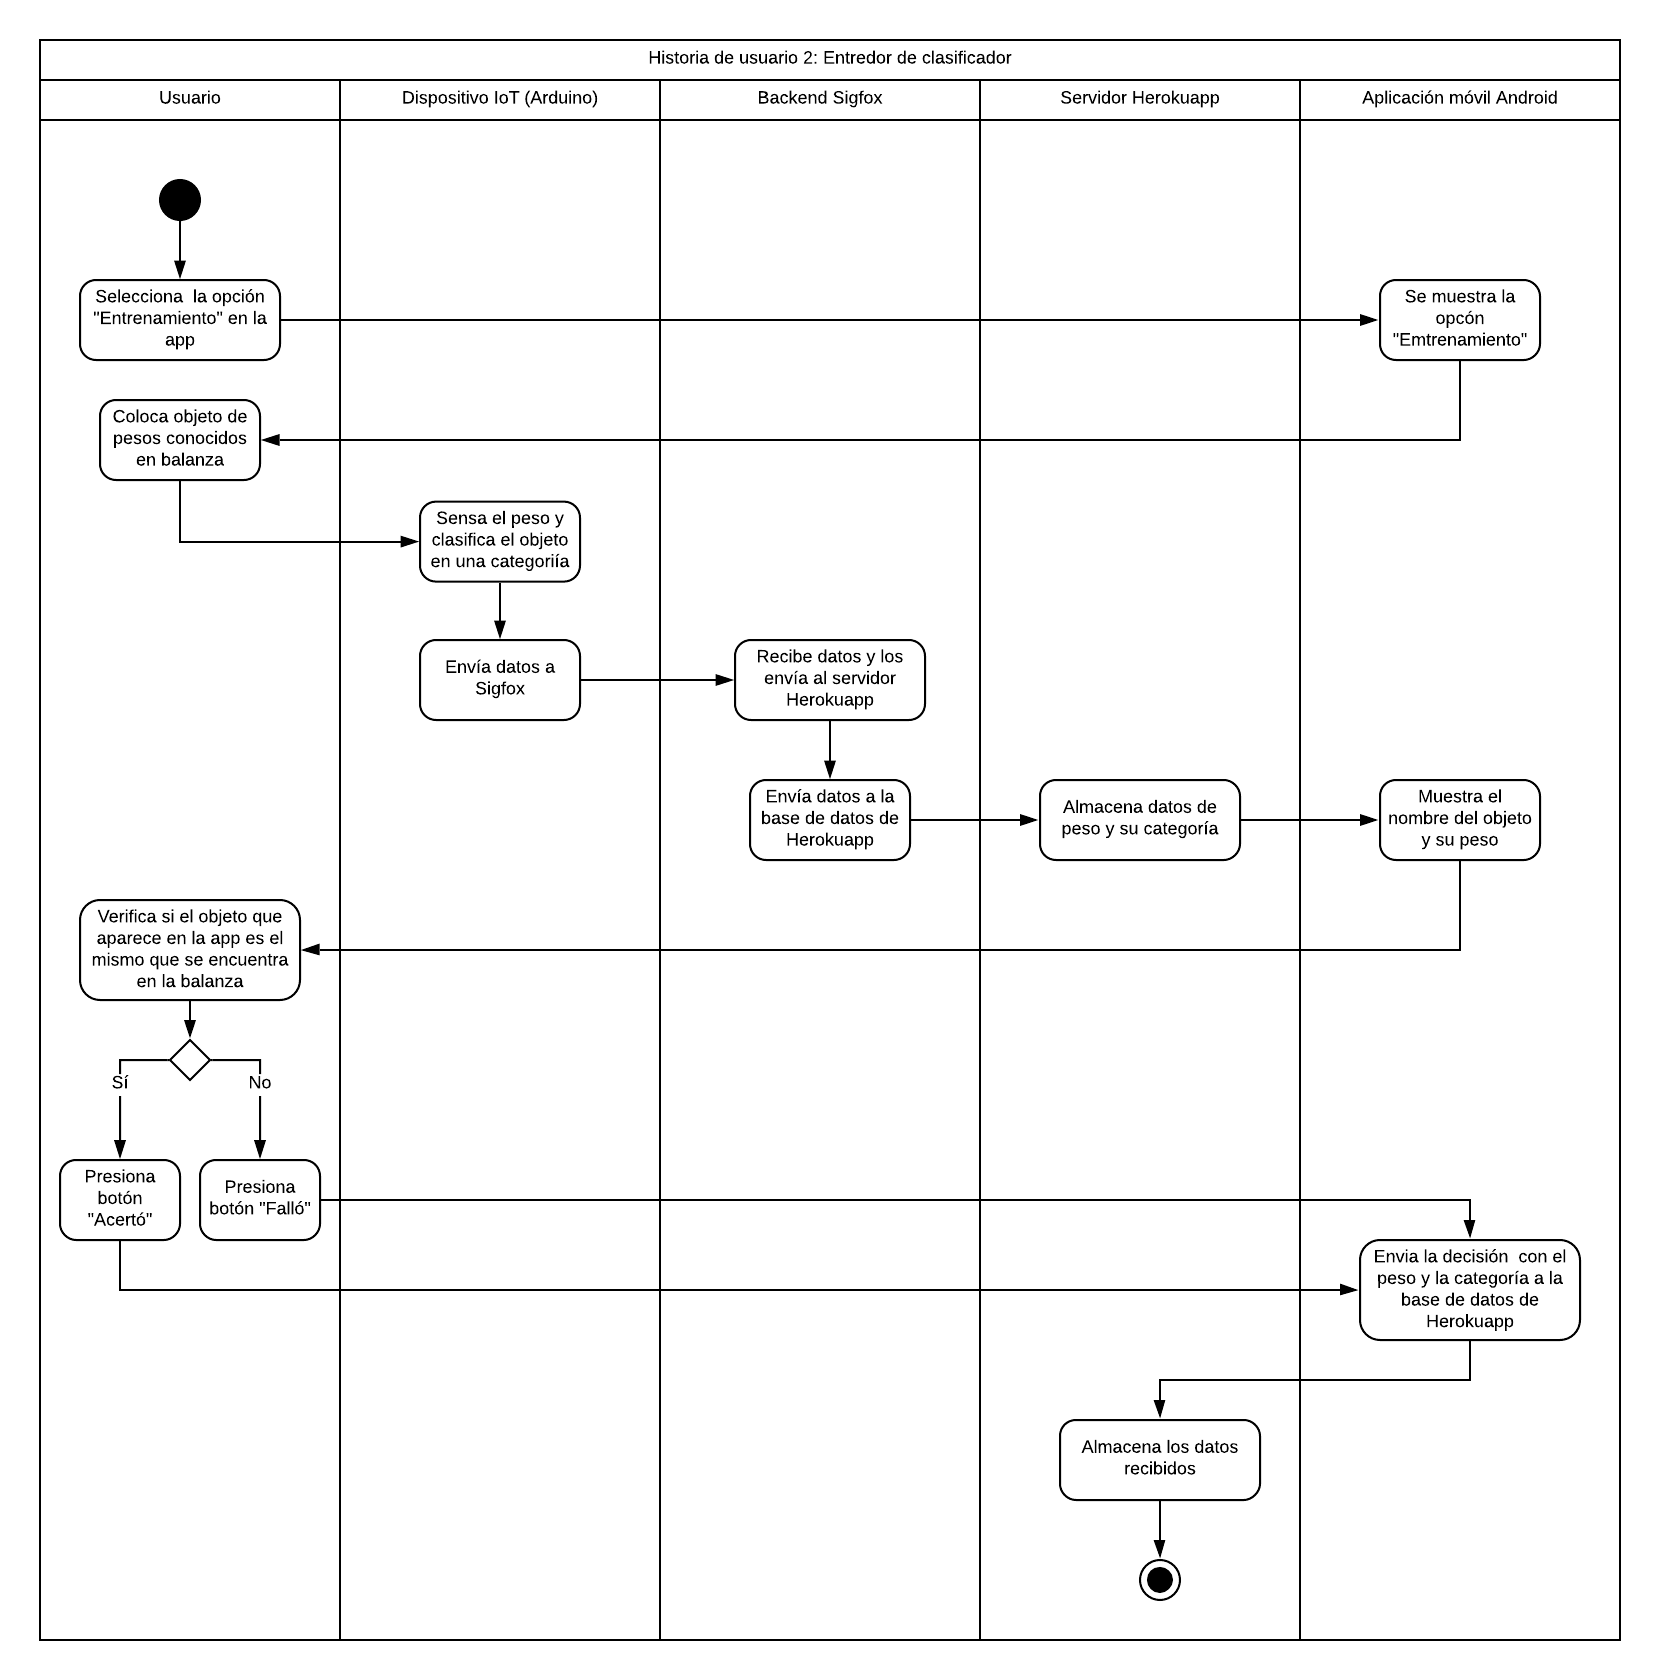 Historia de usuario 2: Entredor de clasificador
Usuario
Dispositivo IoT (Arduino)
Backend Sigfox
Servidor Herokuapp
Aplicación móvil Android
Selecciona  la opción
"Entrenamiento" en la
app
Se muestra la
opcón
"Emtrenamiento"
Coloca objeto de
pesos conocidos
en balanza
Sensa el peso y
clasifica el objeto
en una categoriía
Envía datos a
Sigfox
Recibe datos y los
envía al servidor
Herokuapp
Envía datos a la
base de datos de
Herokuapp
Almacena datos de
peso y su categoría
Muestra el
nombre del objeto
y su peso
Verifica si el objeto que
aparece en la app es el
mismo que se encuentra
en la balanza
Sí
No
Presiona
botón
"Acertó"
Presiona
botón "Falló"
Envia la decisión  con el
peso y la categoría a la
base de datos de
Herokuapp
Almacena los datos
recibidos